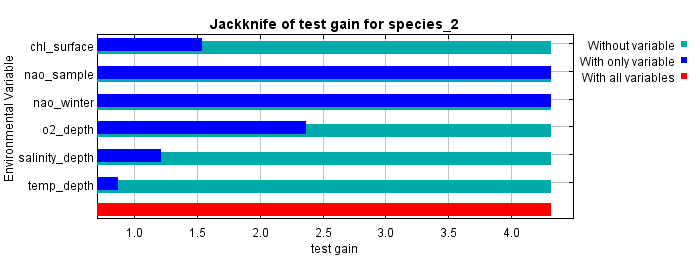 Jackknife of test gain for species_2
Environmental Variable
chl_surface
nao_sample
nao_winter
o2_depth
salinity_depth
temp_depth
1.0 1.5 2.0 2.5 3.0 3.5 4.0
test gain
Without variable
With only variable
With all variables